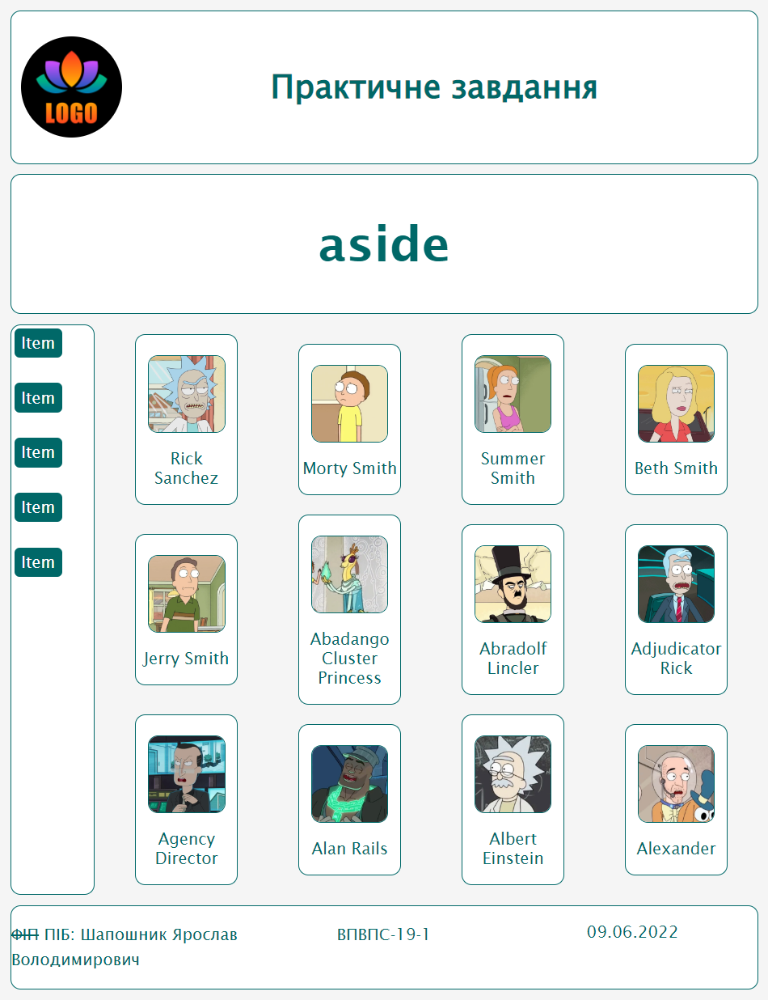 LOGO
Практичне завдання
aside
Item
Item
Item
Item
Item
Rick
Sanchez
Morty Smith
Summer
Smith
Beth Smith
Jerry Smith
Abadango
Cluster
Princess
Abradolf
Lincler
Adjudicator
Rick
Agency
Director
Alan Rails
Albert
Einstein
Alexander
ФІП ПІБ: Шапошник Ярослав
Володимирович
ВПВПС-19-1
09.06.2022